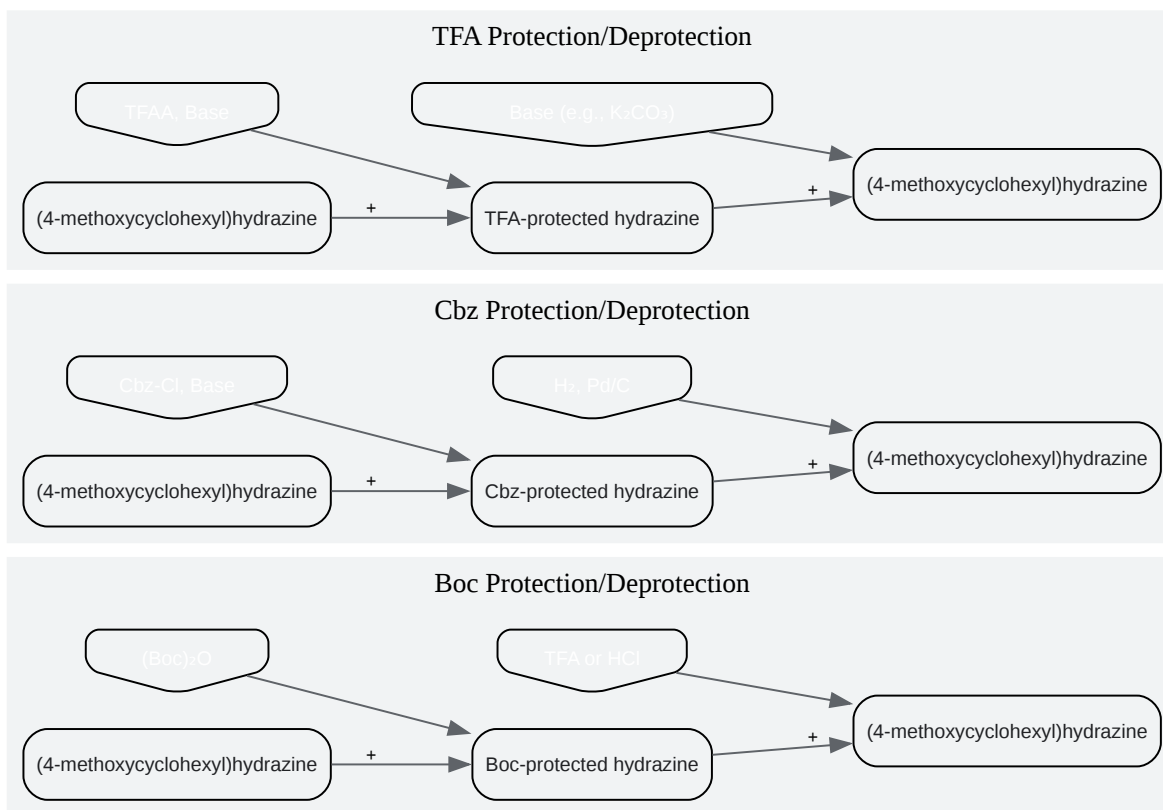 TFA Protection/Deprotection
TFAA, Base
Base (e.g., K₂CO₃)
(4-methoxycyclohexyl)hydrazine
+
TFA-protected hydrazine
+
(4-methoxycyclohexyl)hydrazine
Cbz Protection/Deprotection
Cbz-Cl, Base
H₂, Pd/C
(4-methoxycyclohexyl)hydrazine
+
Cbz-protected hydrazine
+
(4-methoxycyclohexyl)hydrazine
Boc Protection/Deprotection
(Boc)₂O
TFA or HCl
(4-methoxycyclohexyl)hydrazine
+
Boc-protected hydrazine
+
(4-methoxycyclohexyl)hydrazine